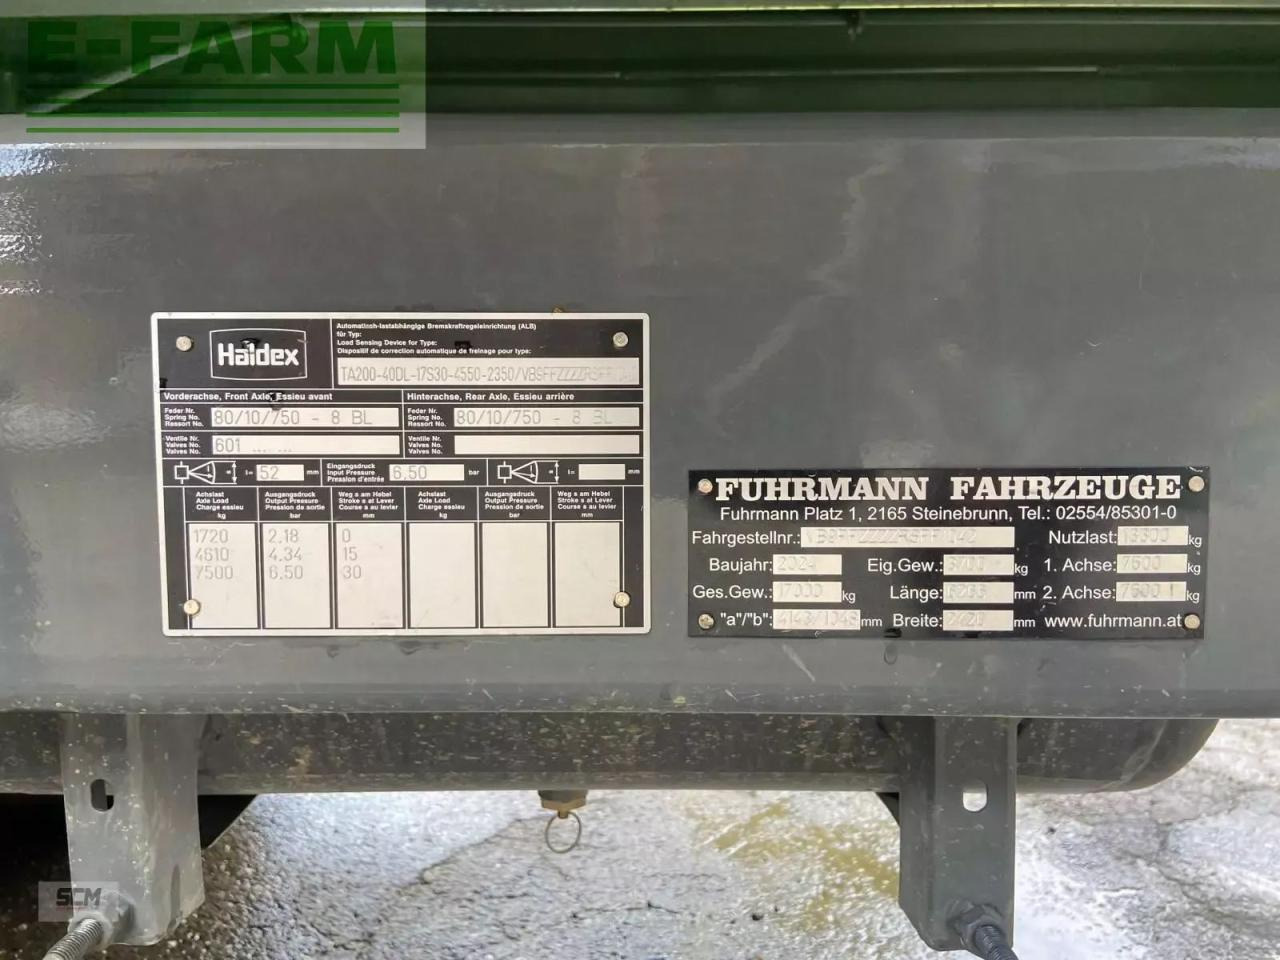 E-FARM
Haldex
Automatisch-lastabhängige Bremskraftregeleinrichtung (ALB)
für Typ:
Load Sensing Device for Type:
Dispositif de correction automatique de freinage pour type:
TA200-40DL-17S30-4550-2350/VB9FFZZZZRSFF1042
Vorderachse, Front Axle, Essieu avant
Hinterachse, Rear Axle, Essieu arrière
Feder Nr.
Spring No.
Ressort No.
80/10/750 - 8 BL
Feder Nr.
Spring No.
Ressort No.
80/10/750 - 8 BL
Ventile Nr.
Valves No.
Valves No.
601 .... ...
Ventile Nr.
Valves No.
Valves No.
l= 52 mm
Eingangsdruck
Input Pressure
Pression d'entrée
6,50 bar
l= mm
Achslast
Axle Load
Charge essieu
kg
Ausgangsdruck
Output Pressure
Pression de sortie
bar
Weg s am Hebel
Stroke s at Lever
Course s au levier
mm
Achslast
Axle Load
Charge essieu
kg
Ausgangsdruck
Output Pressure
Pression de sortie
bar
Weg s am Hebel
Stroke s at Lever
Course s au levier
mm
1720 2,18 0
4610 4,34 15
7500 6,50 30
FUHRMANN FAHRZEUGE
Fuhrmann Platz 1, 2165 Steinebrunn, Tel.: 02554/85301-0
Fahrgestellnr.: VB9FFZZZZRSFF1042 Nutzlast: 13300 kg
Baujahr: 2024 Eig.Gew.: 3700 kg 1. Achse: 7500 kg
Ges.Gew.: 17000 kg Länge: mm 2. Achse: 7500 kg
"a"/"b": mm Breite: 2420 mm www.fuhrmann.at
SCM